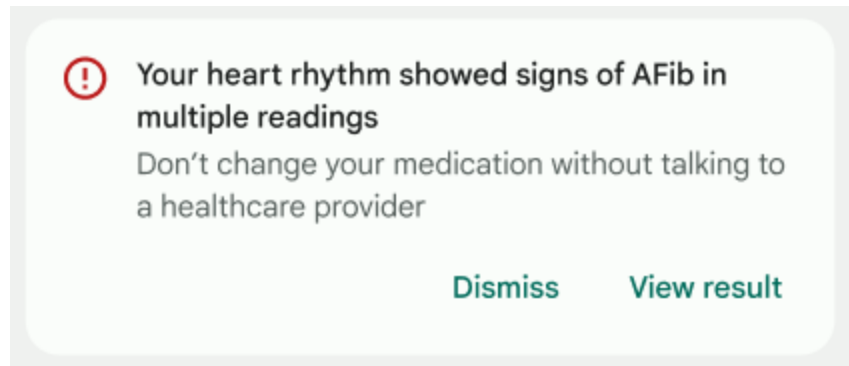 Your heart rhythm showed signs of AFib in
multiple readings
Don’t change your medication without talking to
a healthcare provider
Dismiss View result